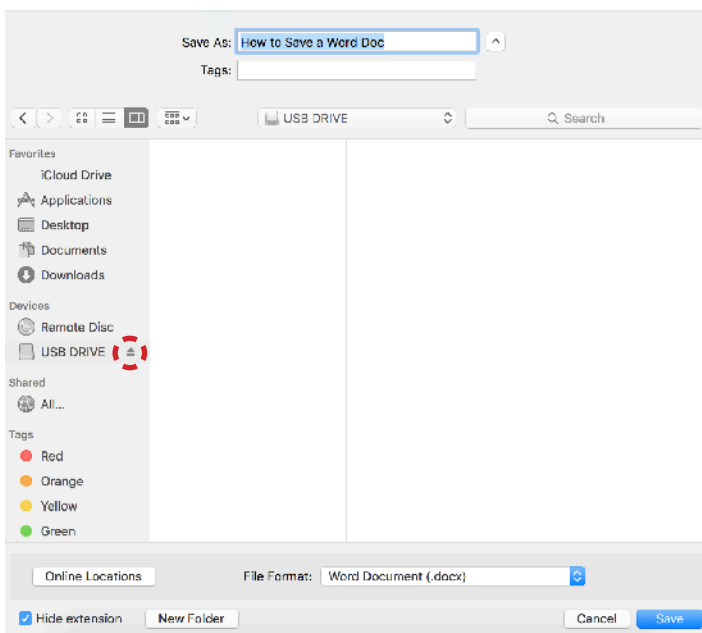 Save As: How to Save a Word Doc
Tags:
USB DRIVE
Search
Favorites
iCloud Drive
Applications
Desktop
Documents
Downloads
Devices
Remote Disc
USB DRIVE
Shared
All...
Tags
Red
Orange
Yellow
Green
Online Locations
File Format: Word Document (.docx)
Hide extension
New Folder
Cancel
Save